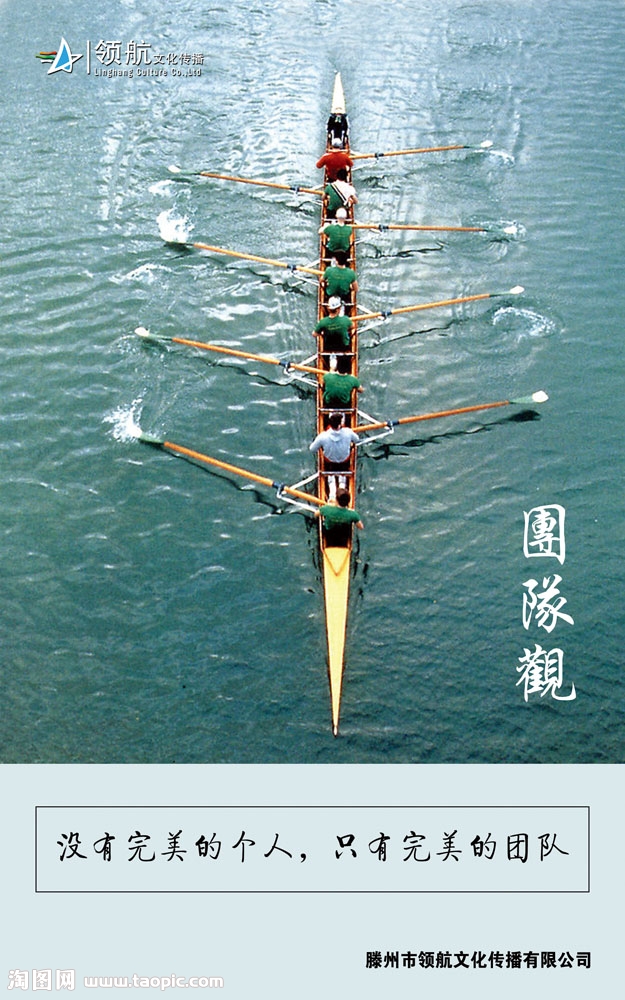 领航文化传播
Linghang Culture Co.,Ltd
團隊觀
没有完美的个人，只有完美的团队
滕州市领航文化传播有限公司
淘图网 www.taopic.com